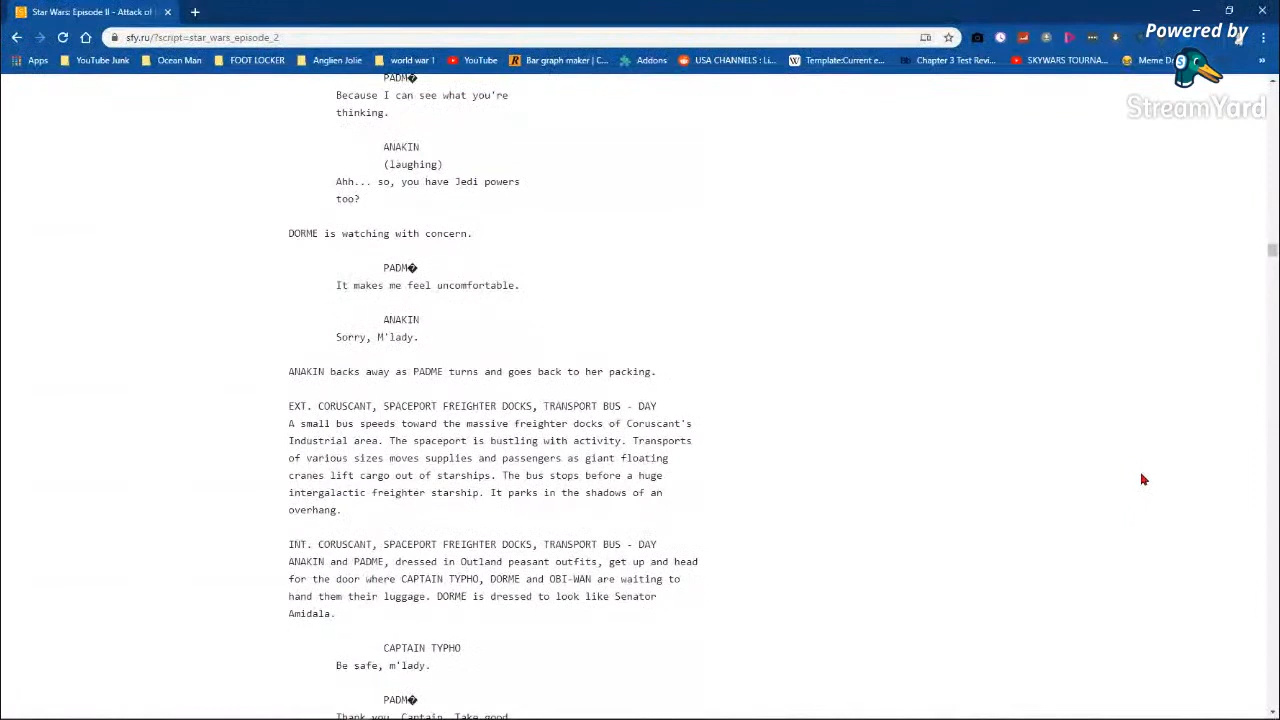 Star Wars: Episode II - Attack of
sfy.ru/?script=star_wars_episode_2
Powered by
Apps
YouTube Junk
Ocean Man
FOOT LOCKER
Anglien Jolie
world war 1
YouTube
Bar graph maker | C...
Addons
USA CHANNELS : Li...
Template:Current e...
Chapter 3 Test Revi...
SKYWARS TOURNA...
Meme De
StreamYard
PADM�
Because I can see what you're
thinking.
ANAKIN
(laughing)
Ahh... so, you have Jedi powers
too?
DORME is watching with concern.
PADM�
It makes me feel uncomfortable.
ANAKIN
Sorry, M'lady.
ANAKIN backs away as PADME turns and goes back to her packing.
EXT. CORUSCANT, SPACEPORT FREIGHTER DOCKS, TRANSPORT BUS - DAY
A small bus speeds toward the massive freighter docks of Coruscant's
Industrial area. The spaceport is bustling with activity. Transports
of various sizes moves supplies and passengers as giant floating
cranes lift cargo out of starships. The bus stops before a huge
intergalactic freighter starship. It parks in the shadows of an
overhang.
INT. CORUSCANT, SPACEPORT FREIGHTER DOCKS, TRANSPORT BUS - DAY
ANAKIN and PADME, dressed in Outland peasant outfits, get up and head
for the door where CAPTAIN TYPHO, DORME and OBI-WAN are waiting to
hand them their luggage. DORME is dressed to look like Senator
Amidala.
CAPTAIN TYPHO
Be safe, m'lady.
PADM�
Thank you, Captain. Take good